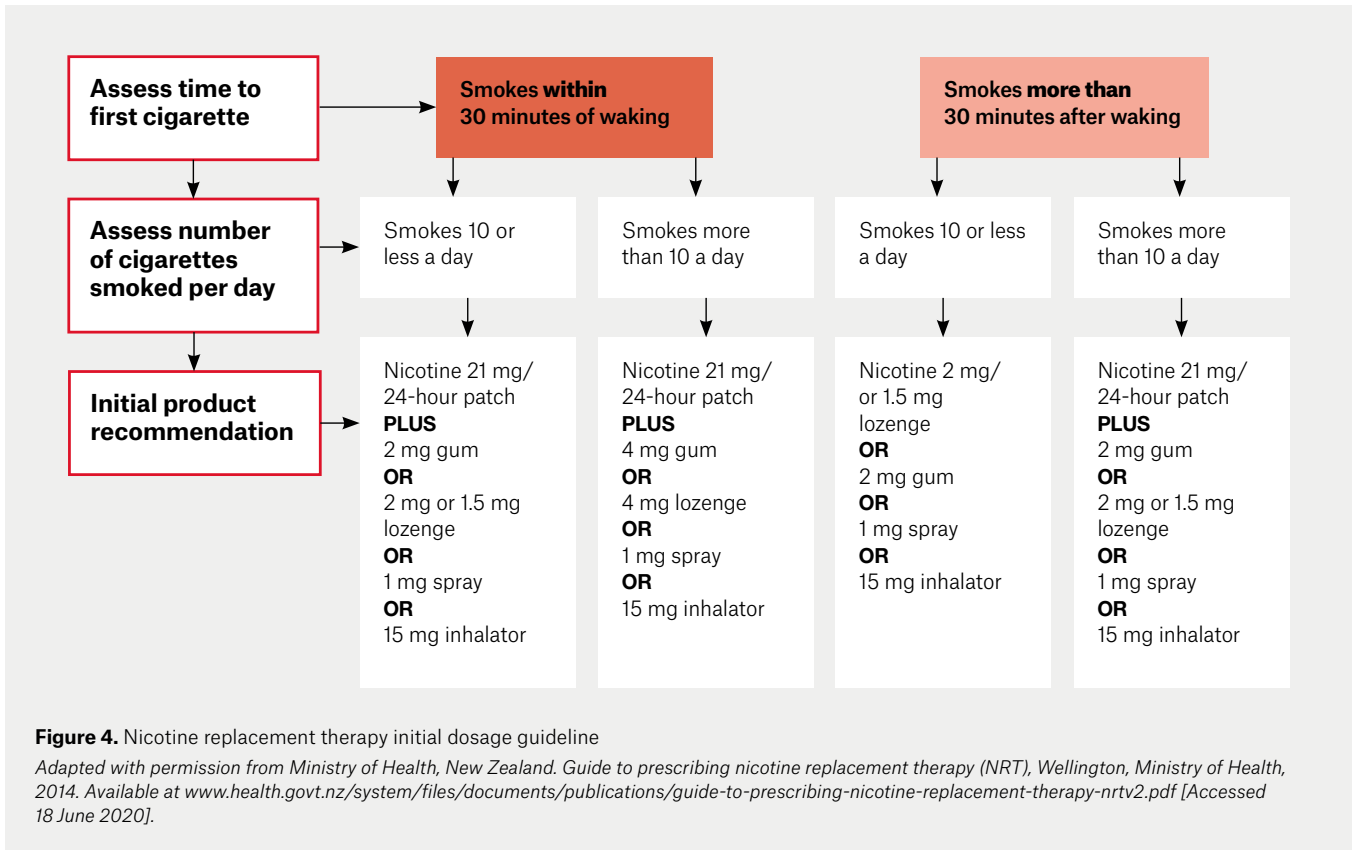 Assess time to
first cigarette
Smokes within
30 minutes of waking
Smokes more than
30 minutes after waking
Assess number
of cigarettes
smoked per day
Smokes 10 or
less a day
Smokes more
than 10 a day
Smokes 10 or less
a day
Smokes more
than 10 a day
Initial product
recommendation
Nicotine 21 mg/
24-hour patch
PLUS
2 mg gum
OR
2 mg or 1.5 mg
lozenge
OR
1 mg spray
OR
15 mg inhalator
Nicotine 21 mg/
24-hour patch
PLUS
4 mg gum
OR
4 mg lozenge
OR
1 mg spray
OR
15 mg inhalator
Nicotine 2 mg/
or 1.5 mg
lozenge
OR
2 mg gum
OR
1 mg spray
OR
15 mg inhalator
Nicotine 21 mg/
24-hour patch
PLUS
2 mg gum
OR
2 mg or 1.5 mg
lozenge
OR
1 mg spray
OR
15 mg inhalator
Figure 4. Nicotine replacement therapy initial dosage guideline
Adapted with permission from Ministry of Health, New Zealand. Guide to prescribing nicotine replacement therapy (NRT), Wellington, Ministry of Health,
2014. Available at www.health.govt.nz/system/files/documents/publications/guide-to-prescribing-nicotine-replacement-therapy-nrtv2.pdf [Accessed
18 June 2020].